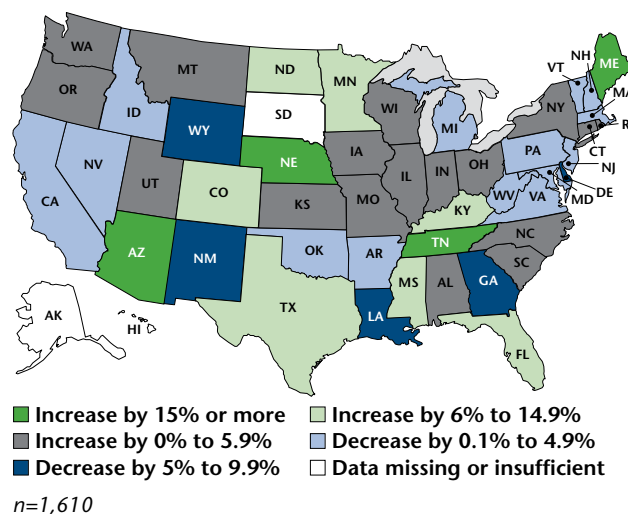 WA
MT
ND
MN
VT
NH
ME
OR
ID
SD
WI
NY
MA
WY
MI
R
NE
IA
PA
CT
NV
NJ
UT
CO
IL
IN
OH
WV
VA
DE
MD
CA
KS
MO
KY
NC
TN
AZ
NM
OK
AR
SC
MS
AL
GA
TX
LA
AK
HI
FL
Increase by 15% or more
Increase by 6% to 14.9%
Increase by 0% to 5.9%
Decrease by 0.1% to 4.9%
Decrease by 5% to 9.9%
Data missing or insufficient
n=1,610